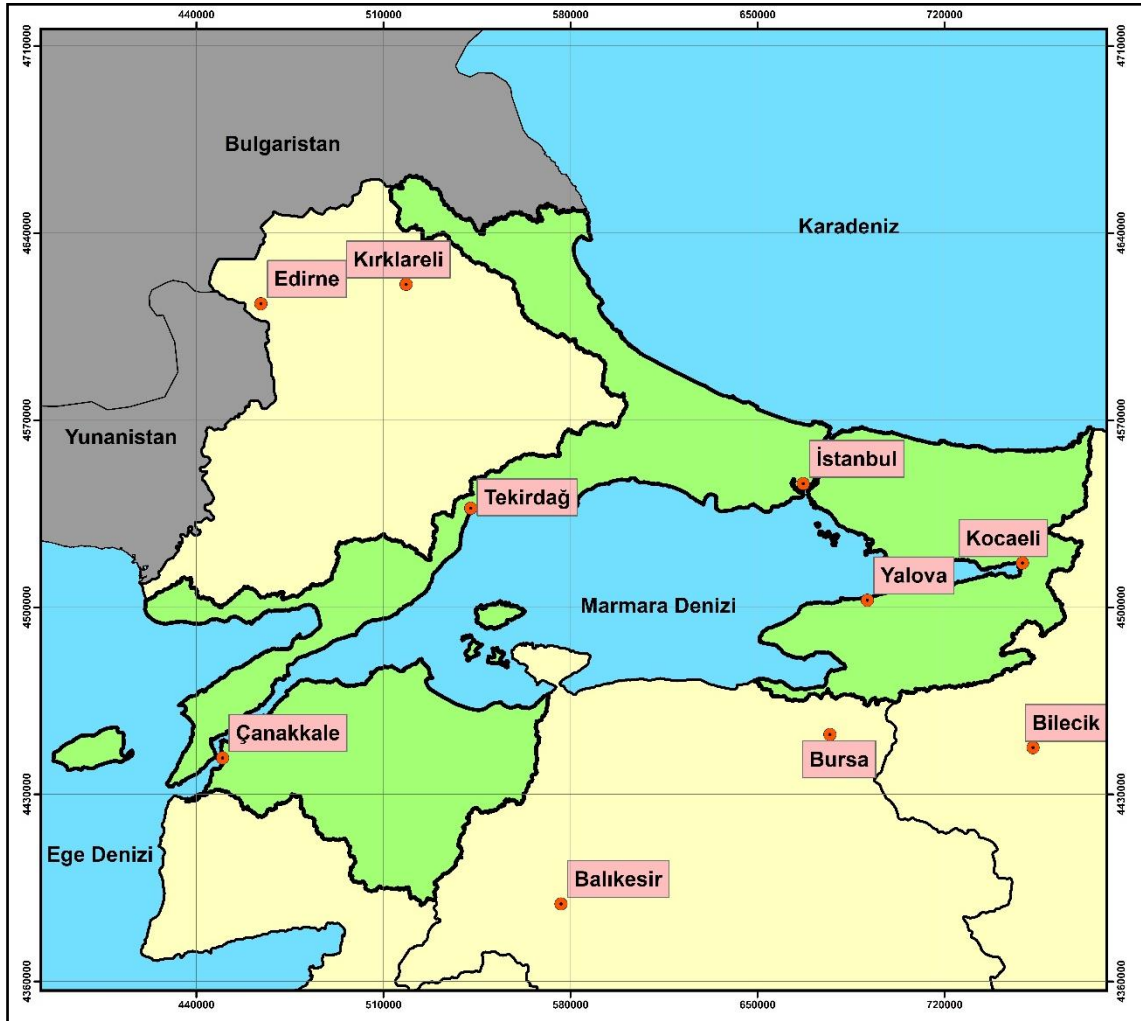 440000 510000 580000 650000 720000
4710000 4710000
Bulgaristan
Karadeniz
4640000 4640000
Kırklareli
Edirne
4570000 4570000
Yunanistan
İstanbul
Tekirdağ
Kocaeli
Yalova
Marmara Denizi
4500000 4500000
Çanakkale
Bilecik
Bursa
4430000 4430000
Ege Denizi
Balıkesir
4360000 4360000
440000 510000 580000 650000 720000